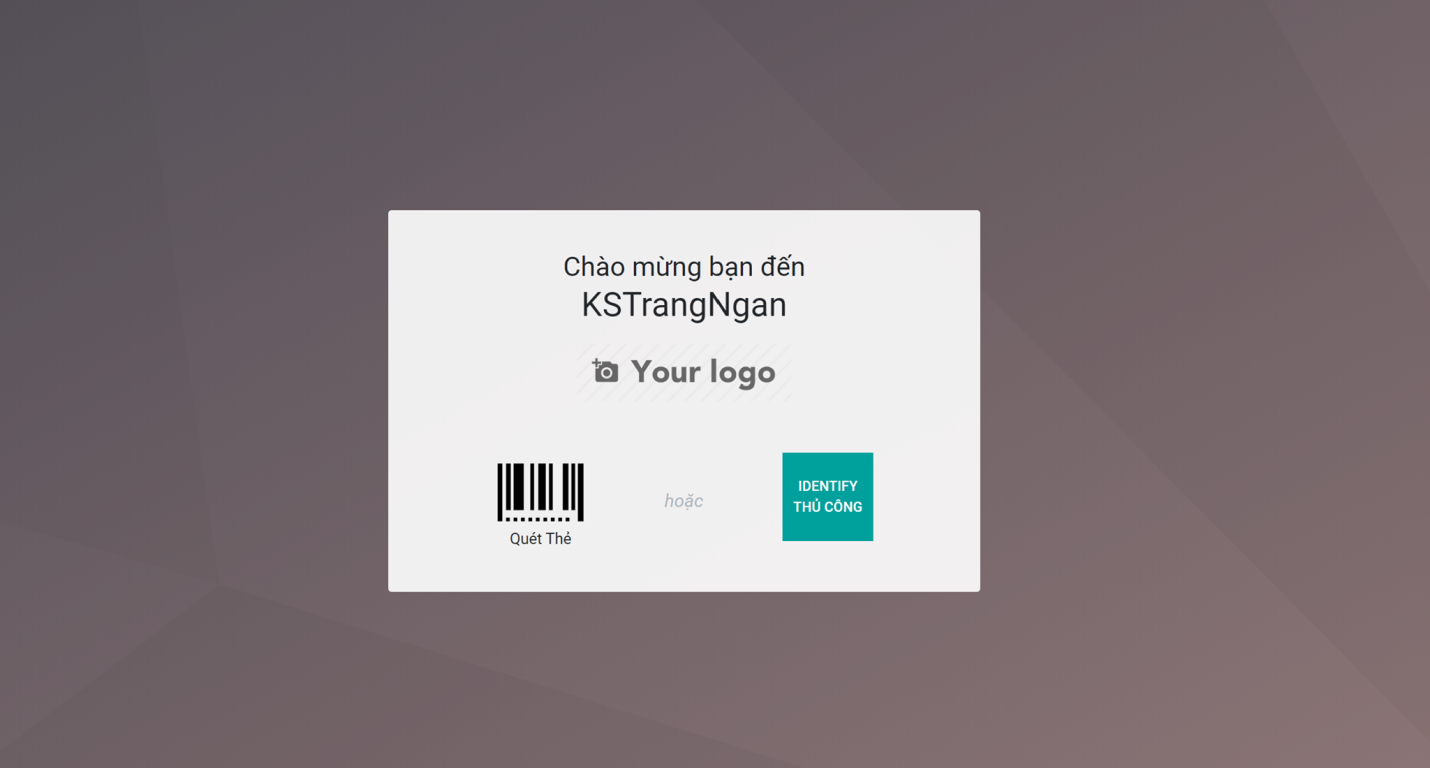 Chào mừng bạn đến
KSTrangNgan
Your logo
Quét Thẻ
hoặc
IDENTIFY
THỦ CÔNG